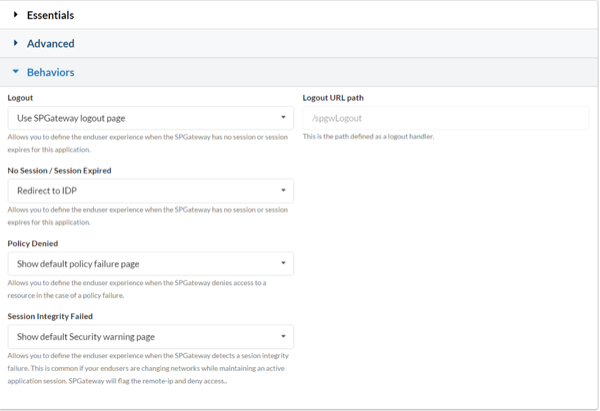 Essentials
Advanced
Behaviors
Logout
Use SPGateway logout page
Allows you to define the enduser experience when the SPGateway has no session or session
expires for this application.
Logout URL path
/spgwLogout
This is the path defined as a logout handler.
No Session / Session Expired
Redirect to IDP
Allows you to define the enduser experience when the SPGateway has no session or session
expires for this application.
Policy Denied
Show default policy failure page
Allows you to define the enduser experience when the SPGateway denies access to a
resource in the case of a policy failure.
Session Integrity Failed
Show default Security warning page
Allows you to define the enduser experience when the SPGateway detects a sesion integrity
failure. This is common if your endusers are changing networks while maintaining an active
application session. SPGateway will flag the remote-ip and deny access..